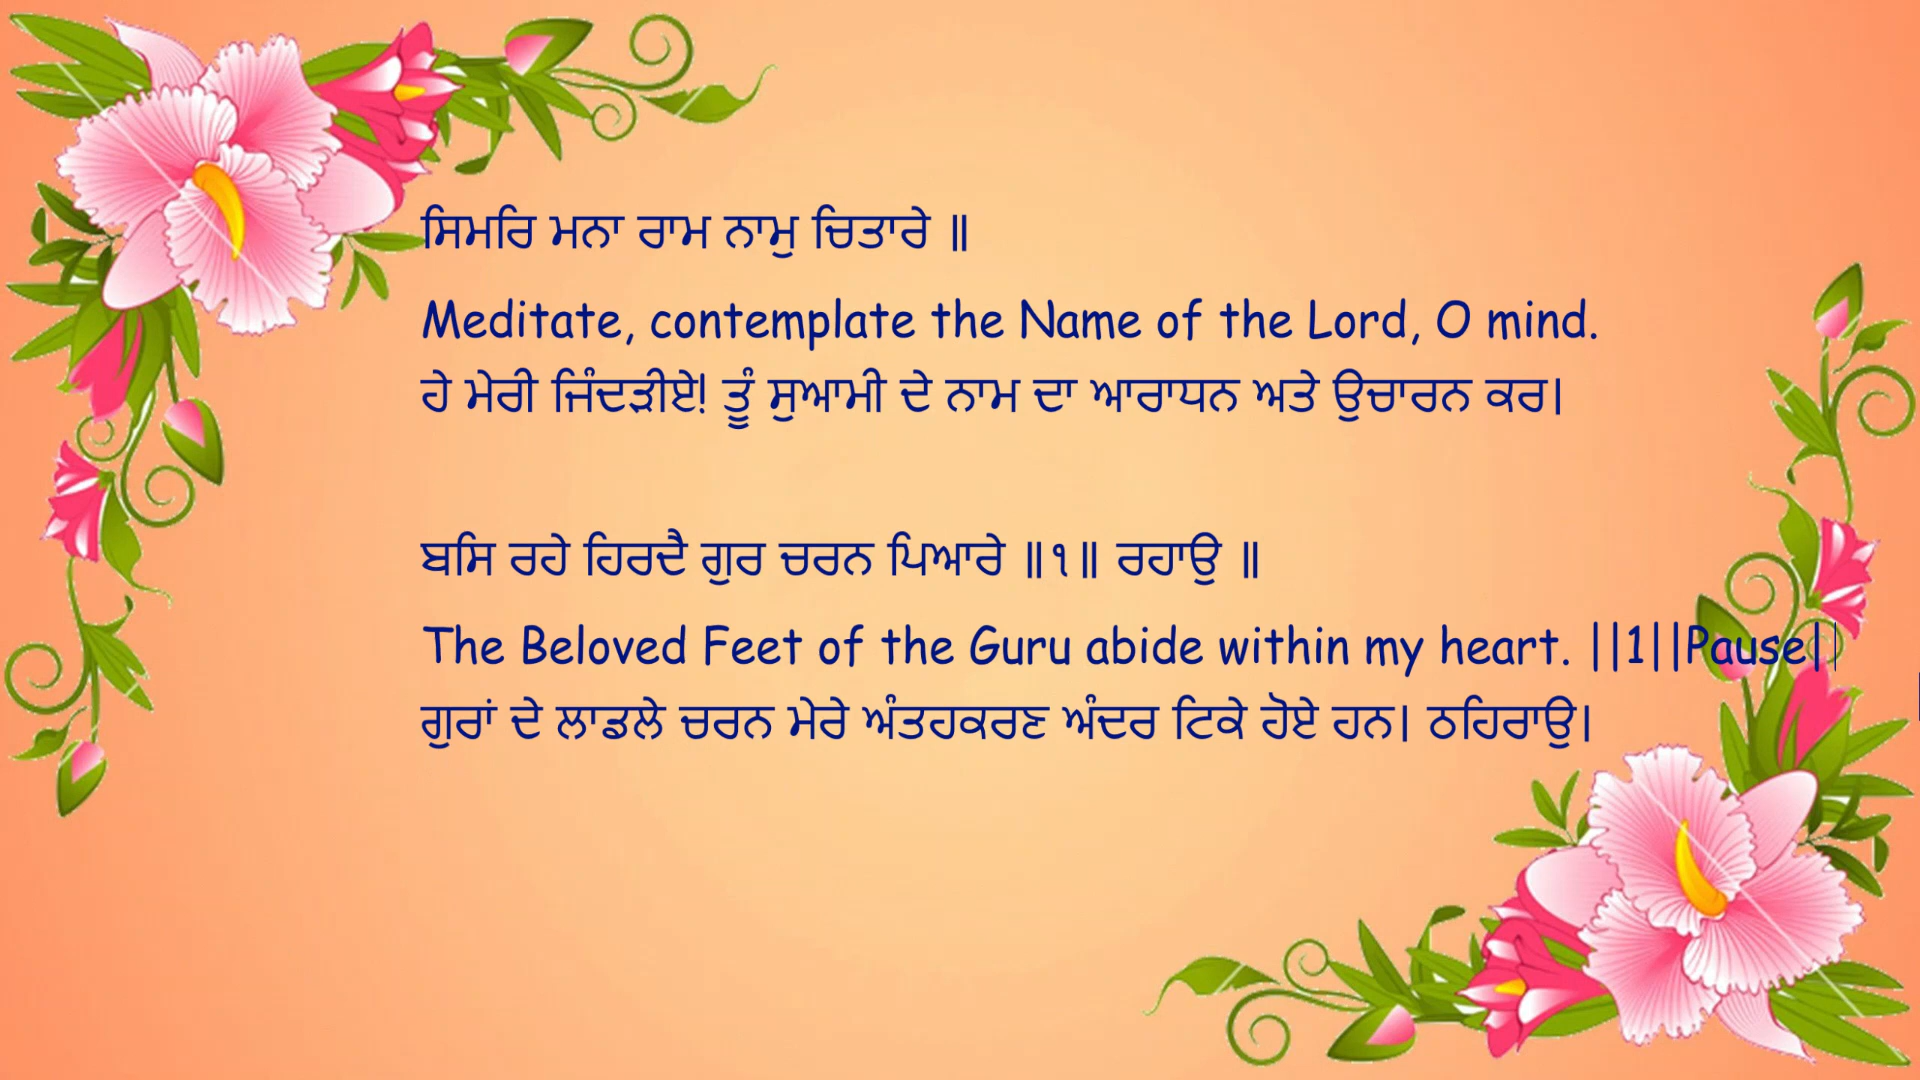 ਸਿਮਰਿ ਮਨਾ ਰਾਮ ਨਾਮੁ ਚਿਤਾਰੇ ॥
Meditate, contemplate the Name of the Lord, O mind.
ਹੇ ਮੇਰੀ ਜਿੰਦੜੀਏ! ਤੂੰ ਸੁਆਮੀ ਦੇ ਨਾਮ ਦਾ ਆਰਾਧਨ ਅਤੇ ਉਚਾਰਨ ਕਰ।
ਬਸਿ ਰਹੇ ਹਿਰਦੈ ਗੁਰ ਚਰਨ ਪਿਆਰੇ ॥੧॥ ਰਹਾਉ ॥
The Beloved Feet of the Guru abide within my heart. ||1||Pause||
ਗੁਰਾਂ ਦੇ ਲਾਡਲੇ ਚਰਨ ਮੇਰੇ ਅੰਤਹਕਰਣ ਅੰਦਰ ਟਿਕੇ ਹੋਏ ਹਨ। ਠਹਿਰਾਉ।